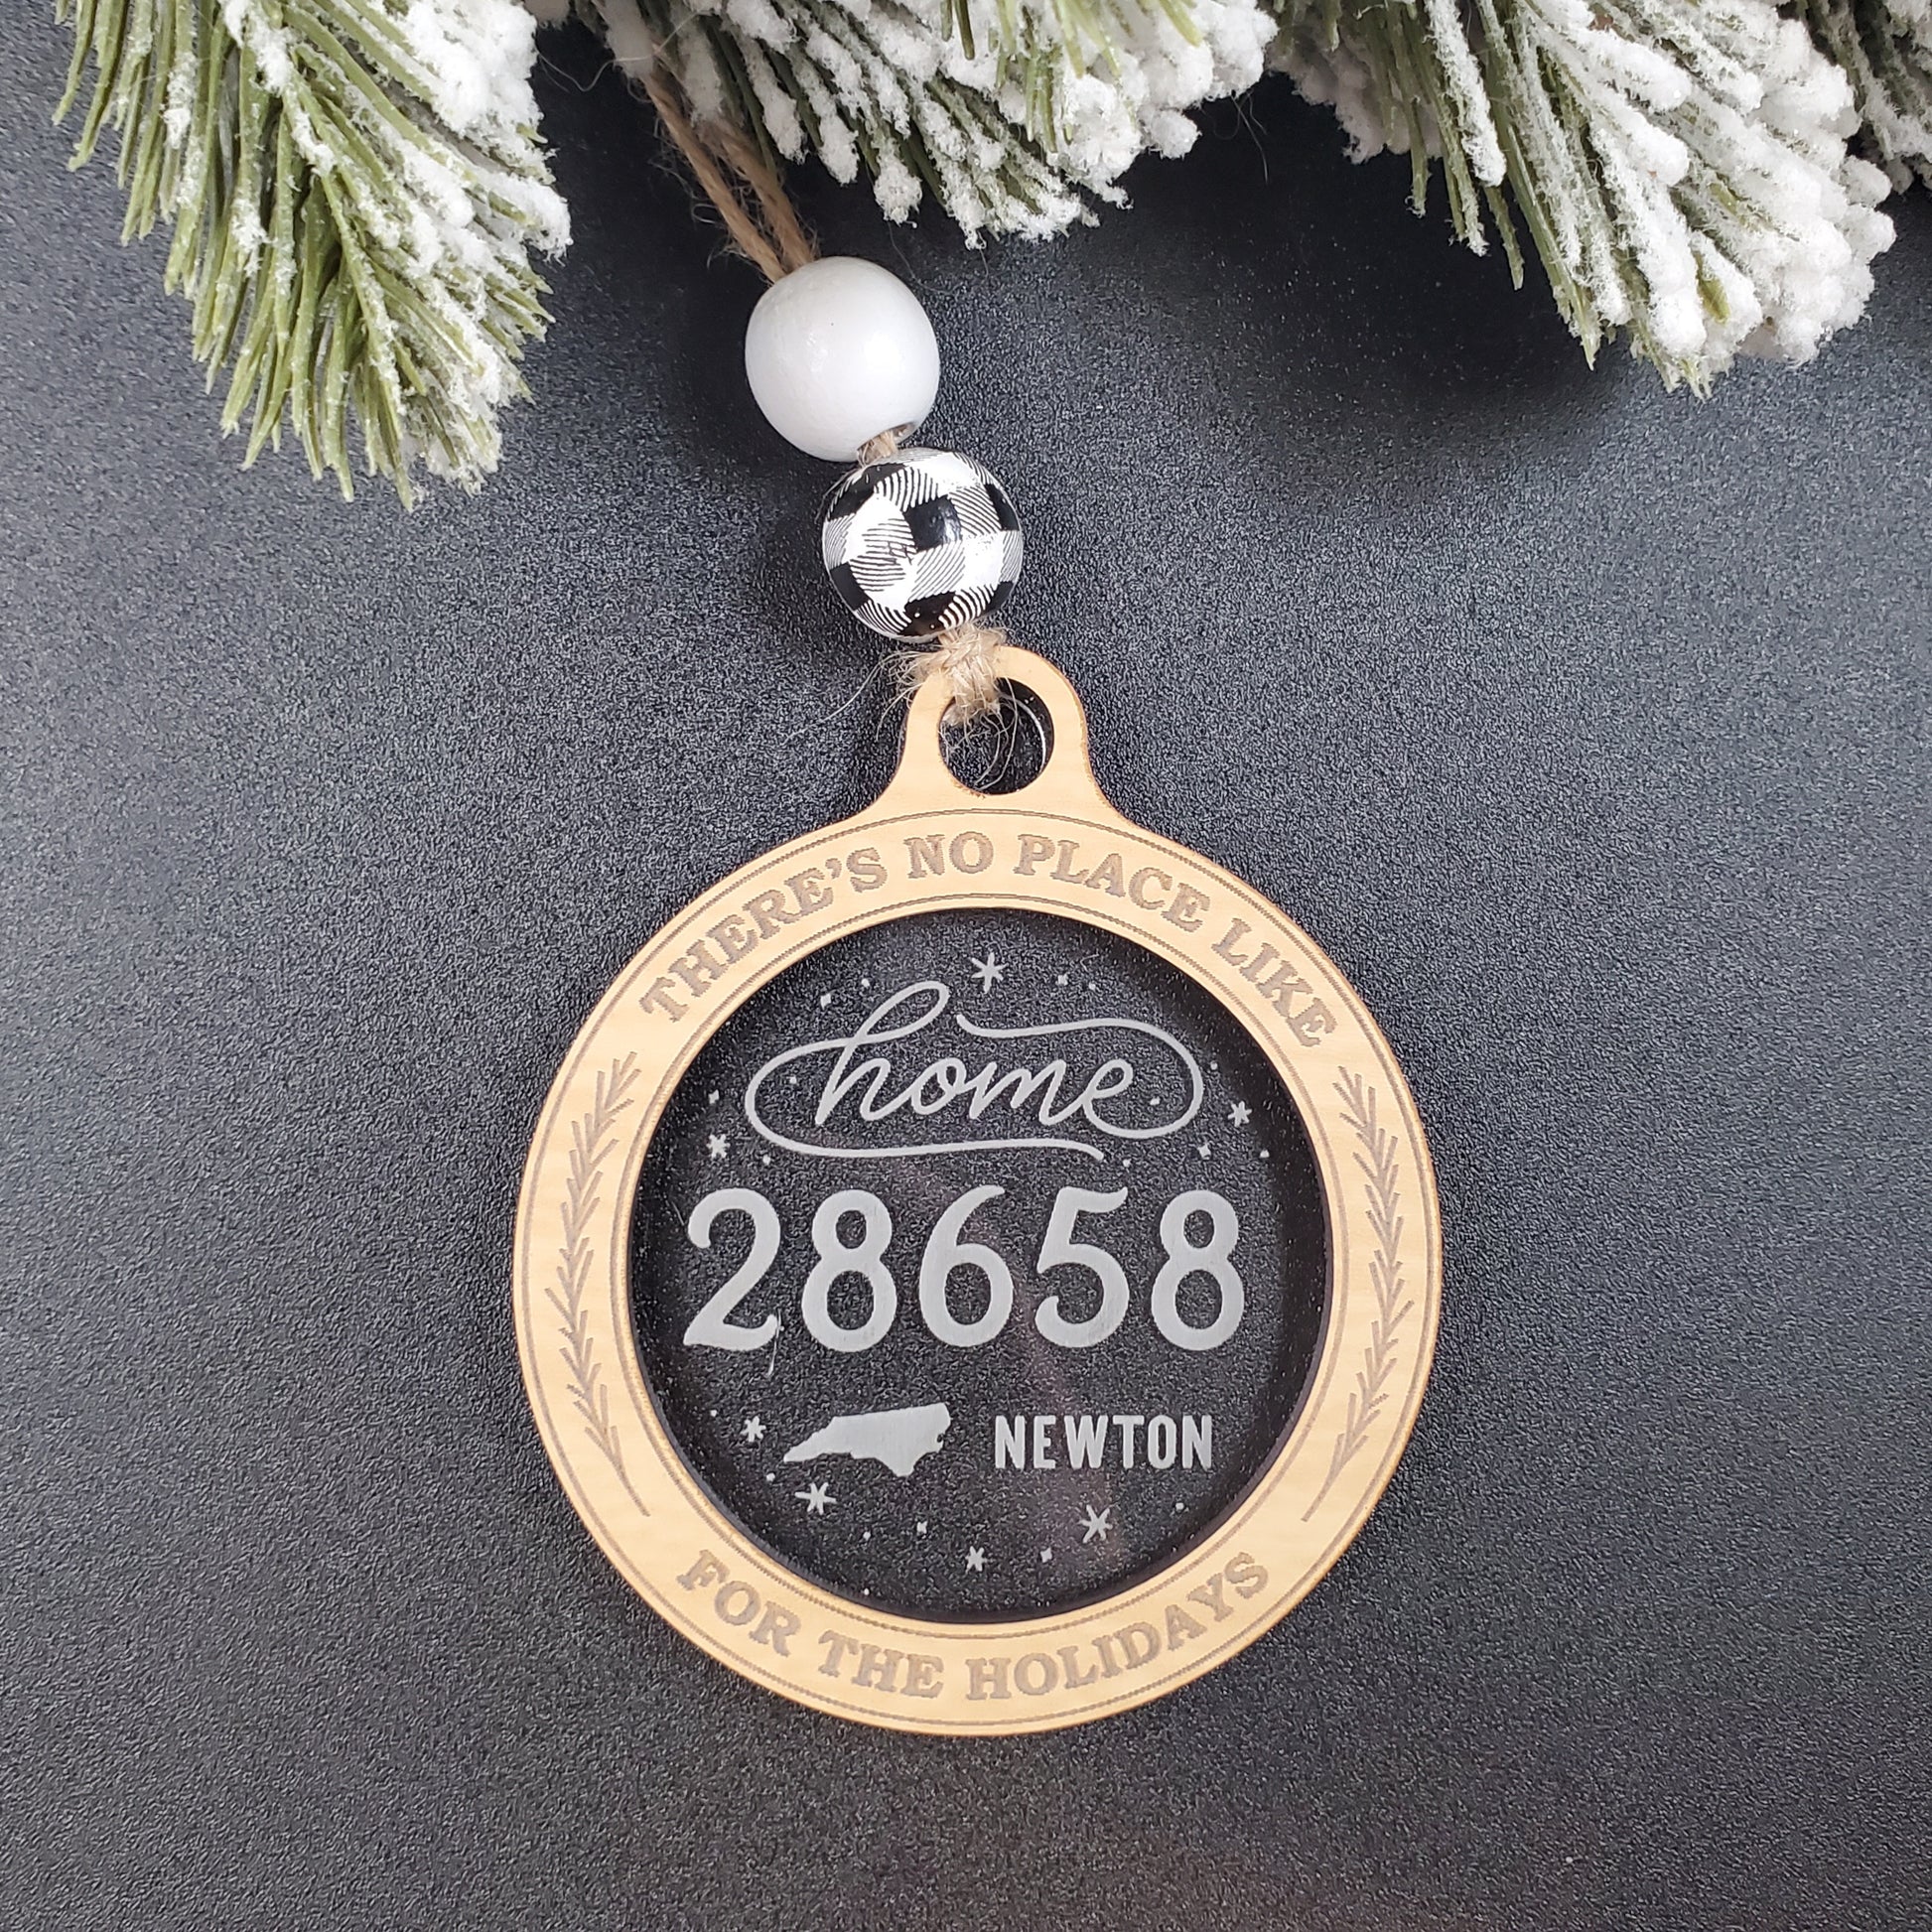 THERE'S NO PLACE LIKE
home
28658
NEWTON
FOR THE HOLIDAYS